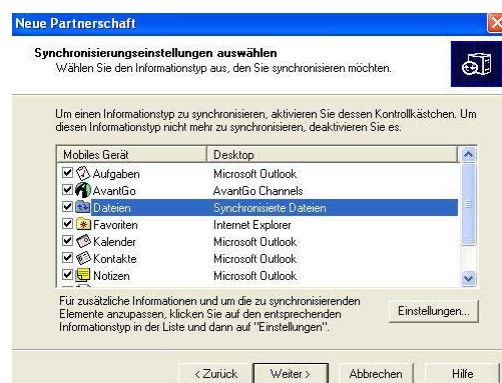 Neue Partnerschaft
Synchronisierungseinstellungen auswählen
Wählen Sie den Informationstyp aus, den Sie synchronisieren möchten.
Um einen Informationstyp zu synchronisieren, aktivieren Sie dessen Kontrollkästchen. Um
diesen Informationstyp nicht mehr zu synchronisieren, deaktivieren Sie es.
Mobiles Gerät Desktop
Aufgaben Microsoft Outlook
AvantGo AvantGo Channels
Dateien Synchronisierte Dateien
Favoriten Internet Explorer
Kalender Microsoft Outlook
Kontakte Microsoft Outlook
Notizen Microsoft Outlook
Für zusätzliche Informationen und um die zu synchronisierenden
Elemente anzupassen, klicken Sie auf den entsprechenden
Informationstyp in der Liste und dann auf "Einstellungen".
Einstellungen...
< Zurück Weiter > Abbrechen Hilfe